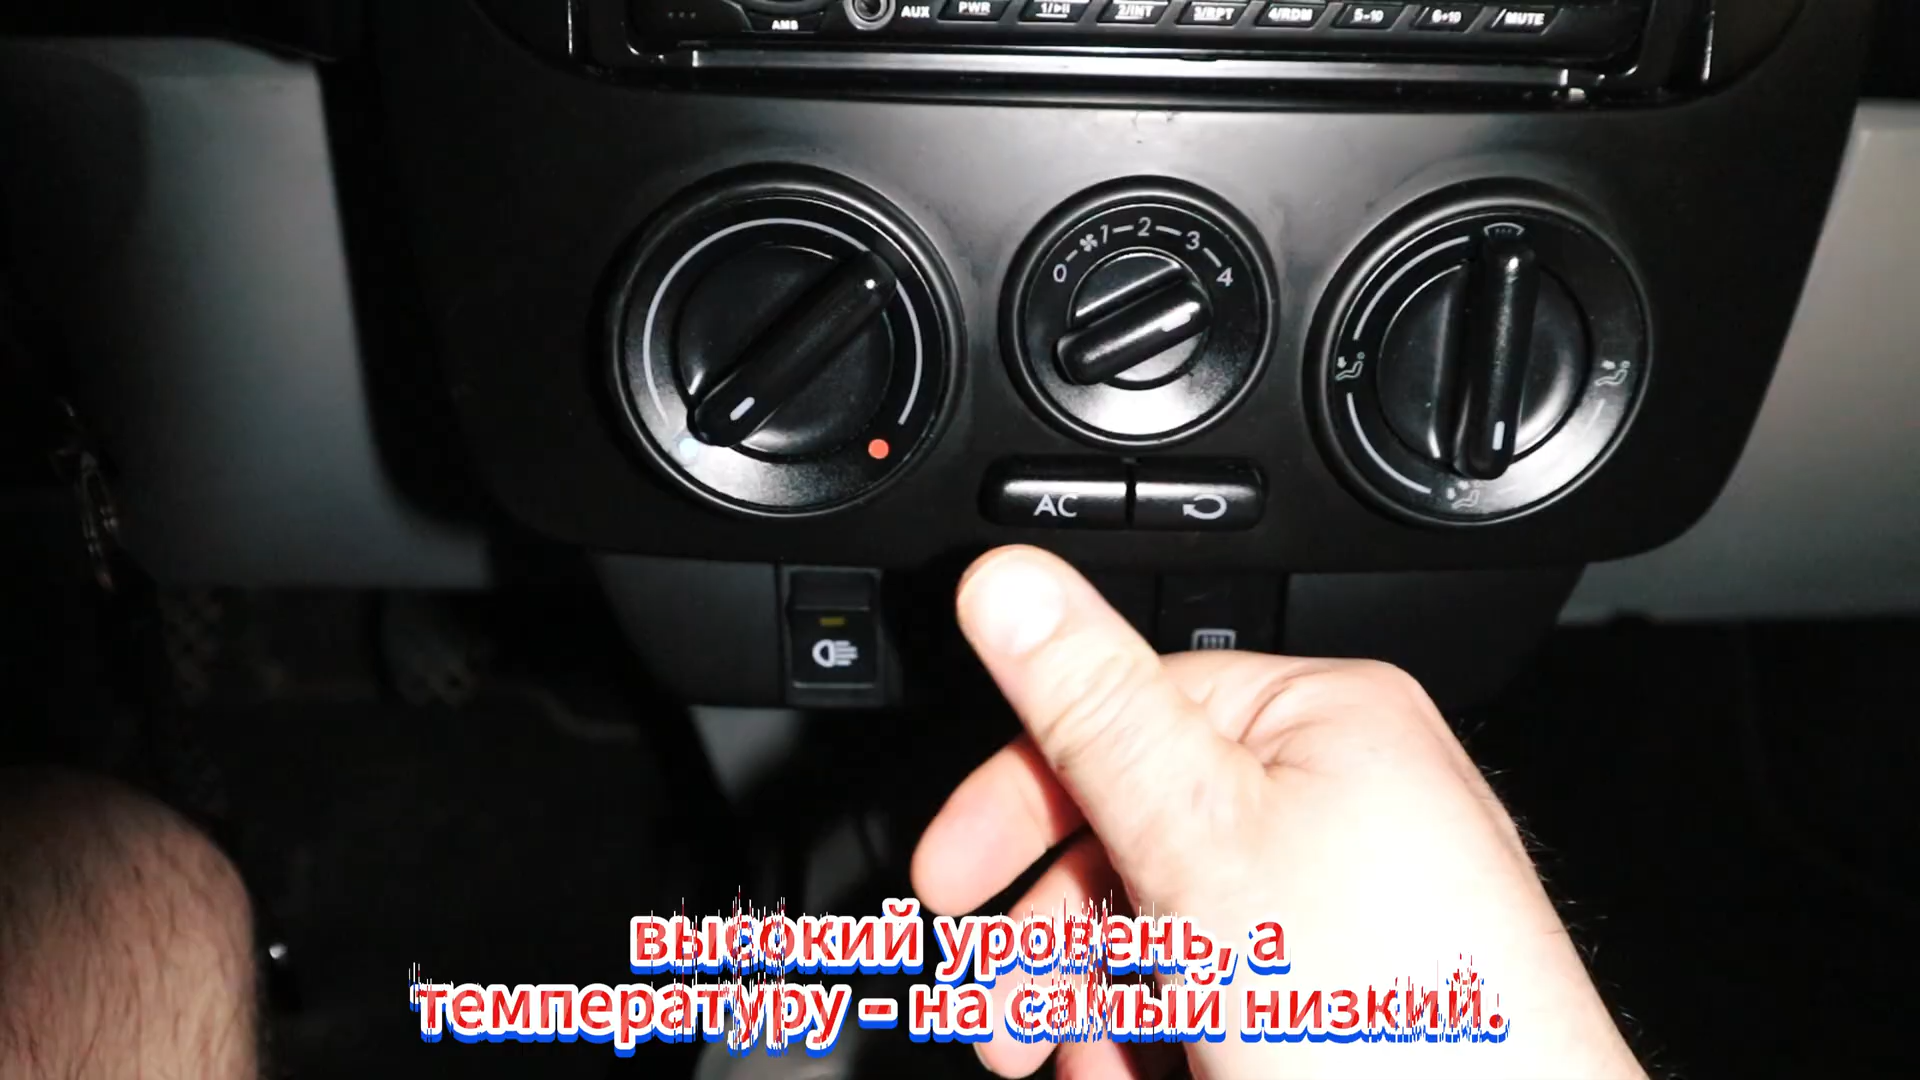 AMS
AUX PWR 1/▶II 2/INT 3/RPT 4/RDM 5-10 6+10 /MUTE
0 1 2 3 4
AC
высокий уровень, а
температуру - на самый низкий.